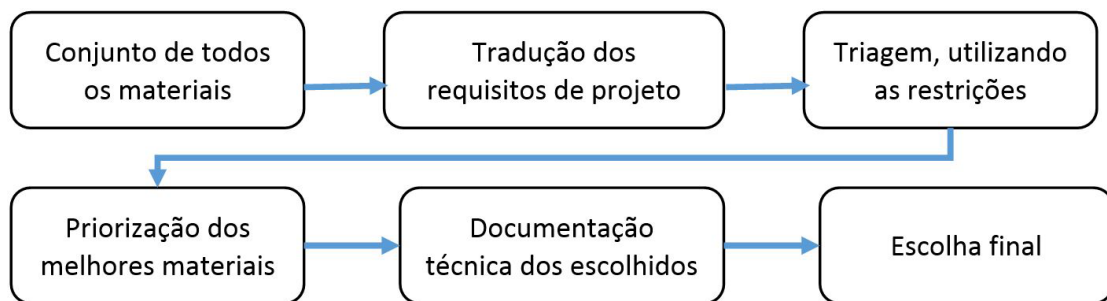 Conjunto de todos
os materiais
Tradução dos
requisitos de projeto
Triagem, utilizando
as restrições
Priorização dos
melhores materiais
Documentação
técnica dos escolhidos
Escolha final